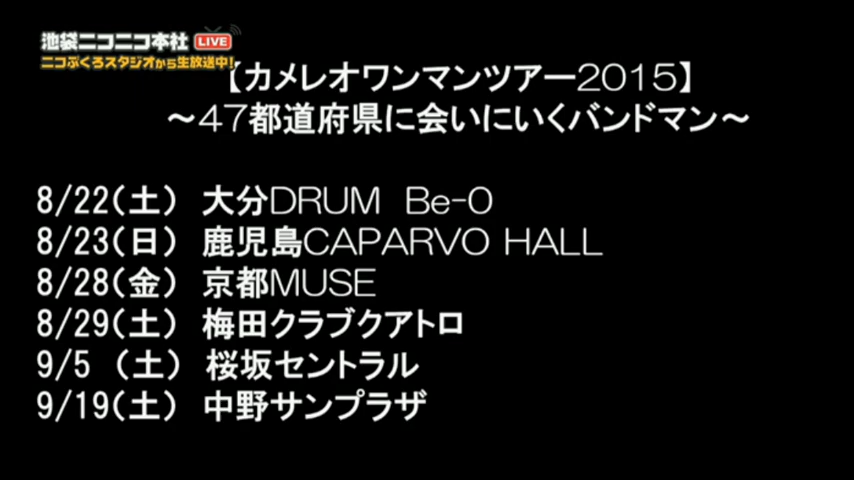 池袋ニコニコ本社 LIVE
ニコぶくろスタジオから生放送中!
【カメレオワンマンツアー2015】
～47都道府県に会いにいくバンドマン～
8/22(土) 大分DRUM Be-0
8/23(日) 鹿児島CAPARVO HALL
8/28(金) 京都MUSE
8/29(土) 梅田クラブクアトロ
9/5 (土) 桜坂セントラル
9/19(土) 中野サンプラザ